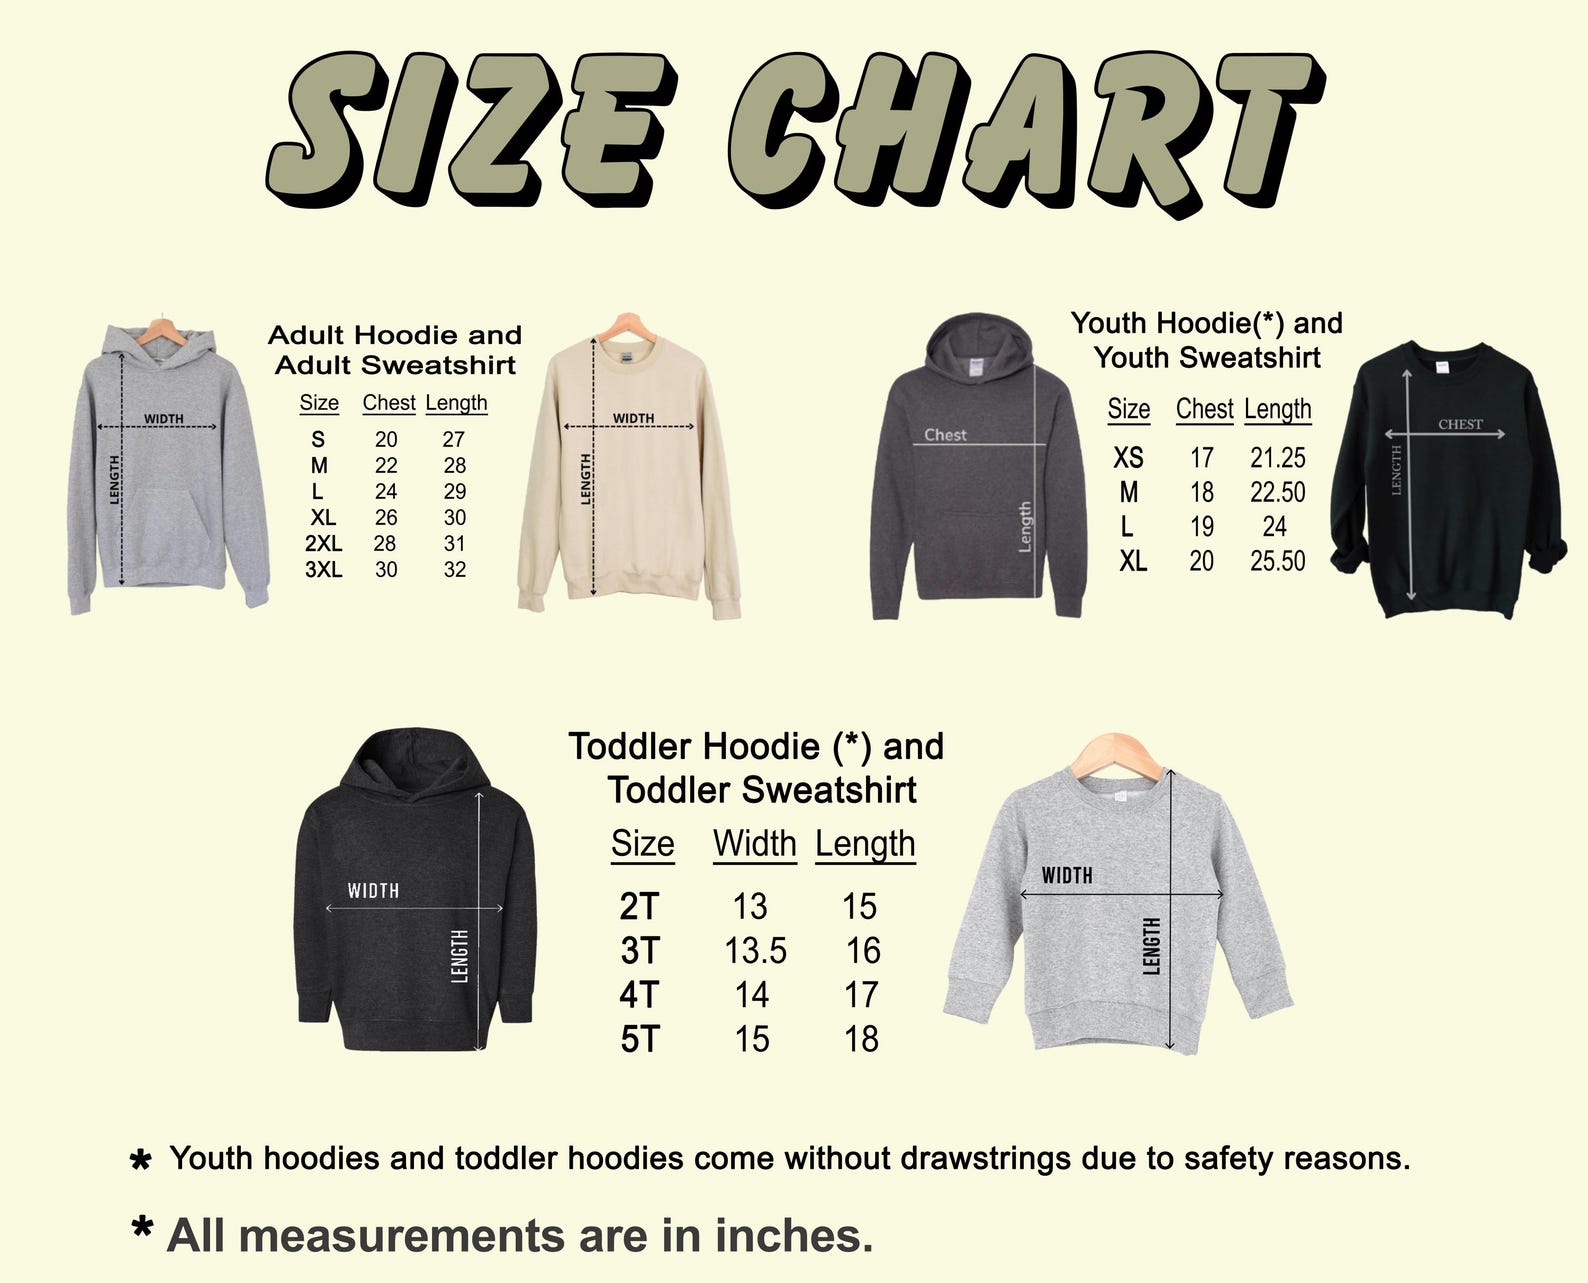 SIZE CHART
Adult Hoodie and
Adult Sweatshirt
Size Chest Length
S 20 27
M 22 28
L 24 29
XL 26 30
2XL 28 31
3XL 30 32
WIDTH
LENGTH
WIDTH
LENGTH
Youth Hoodie(*) and
Youth Sweatshirt
Size Chest Length
XS 17 21.25
M 18 22.50
L 19 24
XL 20 25.50
Chest
Length
CHEST
LENGTH
Toddler Hoodie (*) and
Toddler Sweatshirt
Size Width Length
2T 13 15
3T 13.5 16
4T 14 17
5T 15 18
WIDTH
LENGTH
WIDTH
LENGTH
* Youth hoodies and toddler hoodies come without drawstrings due to safety reasons.
* All measurements are in inches.